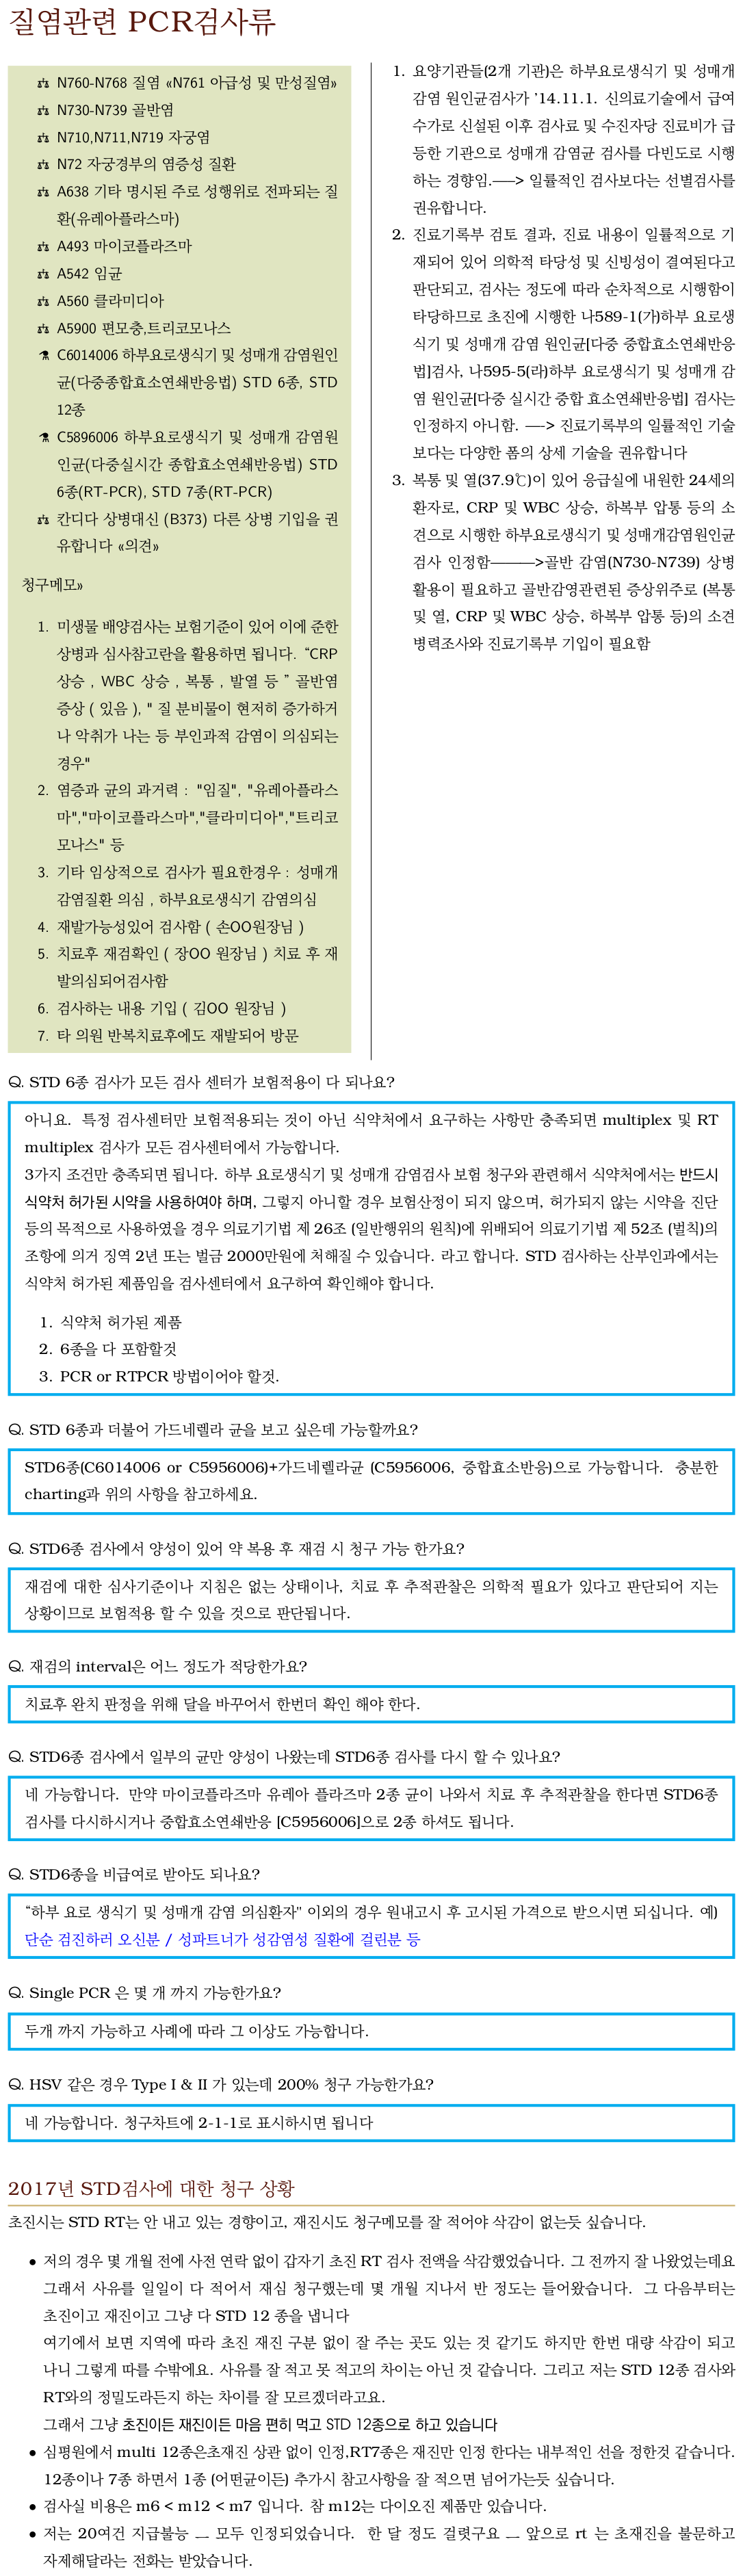 질염관련 PCR검사류
N760-N768 질염 «N761 아급성 및 만성질염»
N730-N739 골반염
N710,N711,N719 자궁염
N72 자궁경부의 염증성 질환
A638 기타 명시된 주로 성행위로 전파되는 질
환(유레아플라스마)
A493 마이코플라즈마
A542 임균
A560 클라미디아
A5900 편모충,트리코모나스
C6014006 하부요로생식기 및 성매개 감염원인
균(다중종합효소연쇄반응법) STD 6종, STD
12종
C5896006 하부요로생식기 및 성매개 감염원
인균(다중실시간 종합효소연쇄반응법) STD
6종(RT-PCR), STD 7종(RT-PCR)
칸디다 상병대신 (B373) 다른 상병 기입을 권
유합니다 «의견»
청구메모»
1. 미생물 배양검사는 보험기준이 있어 이에 준한
상병과 심사참고란을 활용하면 됩니다. “CRP
상승 , WBC 상승 , 복통 , 발열 등 ” 골반염
증상 ( 있음 ), " 질 분비물이 현저히 증가하거
나 악취가 나는 등 부인과적 감염이 의심되는
경우"
2. 염증과 균의 과거력 : "임질", "유레아플라스
마","마이코플라스마","클라미디아","트리코
모나스" 등
3. 기타 임상적으로 검사가 필요한경우 : 성매개
감염질환 의심 , 하부요로생식기 감염의심
4. 재발가능성있어 검사함 ( 손OO원장님 )
5. 치료후 재검확인 ( 장OO 원장님 ) 치료 후 재
발의심되어검사함
6. 검사하는 내용 기입 ( 김OO 원장님 )
7. 타 의원 반복치료후에도 재발되어 방문
1. 요양기관들(2개 기관)은 하부요로생식기 및 성매개
감염 원인균검사가 ’14.11.1. 신의료기술에서 급여
수가로 신설된 이후 검사료 및 수진자당 진료비가 급
등한 기관으로 성매개 감염균 검사를 다빈도로 시행
하는 경향임.—–> 일률적인 검사보다는 선별검사를
권유합니다.
2. 진료기록부 검토 결과, 진료 내용이 일률적으로 기
재되어 있어 의학적 타당성 및 신빙성이 결여된다고
판단되고, 검사는 정도에 따라 순차적으로 시행함이
타당하므로 초진에 시행한 나589-1(가)하부 요로생
식기 및 성매개 감염 원인균[다중 중합효소연쇄반응
법]검사, 나595-5(라)하부 요로생식기 및 성매개 감
염 원인균[다중 실시간 중합 효소연쇄반응법] 검사는
인정하지 아니함. —-> 진료기록부의 일률적인 기술
보다는 다양한 폼의 상세 기술을 권유합니다
3. 복통 및 열(37.9℃)이 있어 응급실에 내원한 24세의
환자로, CRP 및 WBC 상승, 하복부 압통 등의 소
견으로 시행한 하부요로생식기 및 성매개감염원인균
검사 인정함———>골반 감염(N730-N739) 상병
활용이 필요하고 골반감영관련된 증상위주로 (복통
및 열, CRP 및 WBC 상승, 하복부 압통 등)의 소견
병력조사와 진료기록부 기입이 필요함
Q. STD 6종 검사가 모든 검사 센터가 보험적용이 다 되나요?
아니요. 특정 검사센터만 보험적용되는 것이 아닌 식약처에서 요구하는 사항만 충족되면 multiplex 및 RT
multiplex 검사가 모든 검사센터에서 가능합니다.
3가지 조건만 충족되면 됩니다. 하부 요로생식기 및 성매개 감염검사 보험 청구와 관련해서 식약처에서는 반드시
식약처 허가된 시약을 사용하여야 하며, 그렇지 아니할 경우 보험산정이 되지 않으며, 허가되지 않는 시약을 진단
등의 목적으로 사용하였을 경우 의료기기법 제 26조 (일반행위의 원칙)에 위배되어 의료기기법 제 52조 (벌칙)의
조항에 의거 징역 2년 또는 벌금 2000만원에 처해질 수 있습니다. 라고 합니다. STD 검사하는 산부인과에서는
식약처 허가된 제품임을 검사센터에서 요구하여 확인해야 합니다.
1. 식약처 허가된 제품
2. 6종을 다 포함할것
3. PCR or RTPCR 방법이어야 할것.
Q. STD 6종과 더불어 가드네렐라 균을 보고 싶은데 가능할까요?
STD6종(C6014006 or C5956006)+가드네렐라균 (C5956006, 중합효소반응)으로 가능합니다. 충분한
charting과 위의 사항을 참고하세요.
Q. STD6종 검사에서 양성이 있어 약 복용 후 재검 시 청구 가능 한가요?
재검에 대한 심사기준이나 지침은 없는 상태이나, 치료 후 추적관찰은 의학적 필요가 있다고 판단되어 지는
상황이므로 보험적용 할 수 있을 것으로 판단됩니다.
Q. 재검의 interval은 어느 정도가 적당한가요?
치료후 완치 판정을 위해 달을 바꾸어서 한번더 확인 해야 한다.
Q. STD6종 검사에서 일부의 균만 양성이 나왔는데 STD6종 검사를 다시 할 수 있나요?
네 가능합니다. 만약 마이코플라즈마 유레아 플라즈마 2종 균이 나와서 치료 후 추적관찰을 한다면 STD6종
검사를 다시하시거나 중합효소연쇄반응 [C5956006]으로 2종 하셔도 됩니다.
Q. STD6종을 비급여로 받아도 되나요?
“하부 요로 생식기 및 성매개 감염 의심환자" 이외의 경우 원내고시 후 고시된 가격으로 받으시면 되십니다. 예)
단순 검진하러 오신분 / 성파트너가 성감염성 질환에 걸린분 등
Q. Single PCR 은 몇 개 까지 가능한가요?
두개 까지 가능하고 사례에 따라 그 이상도 가능합니다.
Q. HSV 같은 경우 Type I & II 가 있는데 200% 청구 가능한가요?
네 가능합니다. 청구차트에 2-1-1로 표시하시면 됩니다
2017년 STD검사에 대한 청구 상황
초진시는 STD RT는 안 내고 있는 경향이고, 재진시도 청구메모를 잘 적어야 삭감이 없는듯 싶습니다.
• 저의 경우 몇 개월 전에 사전 연락 없이 갑자기 초진 RT 검사 전액을 삭감했었습니다. 그 전까지 잘 나왔었는데요
그래서 사유를 일일이 다 적어서 재심 청구했는데 몇 개월 지나서 반 정도는 들어왔습니다. 그 다음부터는
초진이고 재진이고 그냥 다 STD 12 종을 냅니다
여기에서 보면 지역에 따라 초진 재진 구분 없이 잘 주는 곳도 있는 것 같기도 하지만 한번 대량 삭감이 되고
나니 그렇게 따를 수밖에요. 사유를 잘 적고 못 적고의 차이는 아닌 것 같습니다. 그리고 저는 STD 12종 검사와
RT와의 정밀도라든지 하는 차이를 잘 모르겠더라고요.
그래서 그냥 초진이든 재진이든 마음 편히 먹고 STD 12종으로 하고 있습니다
• 심평원에서 multi 12종은초재진 상관 없이 인정,RT7종은 재진만 인정 한다는 내부적인 선을 정한것 같습니다.
12종이나 7종 하면서 1종 (어떤균이든) 추가시 참고사항을 잘 적으면 넘어가는듯 싶습니다.
• 검사실 비용은 m6 < m12 < m7 입니다. 참 m12는 다이오진 제품만 있습니다.
• 저는 20여건 지급불능 ㅡ 모두 인정되었습니다. 한 달 정도 걸렷구요 ㅡ 앞으로 rt 는 초재진을 불문하고
자제해달라는 전화는 받았습니다.